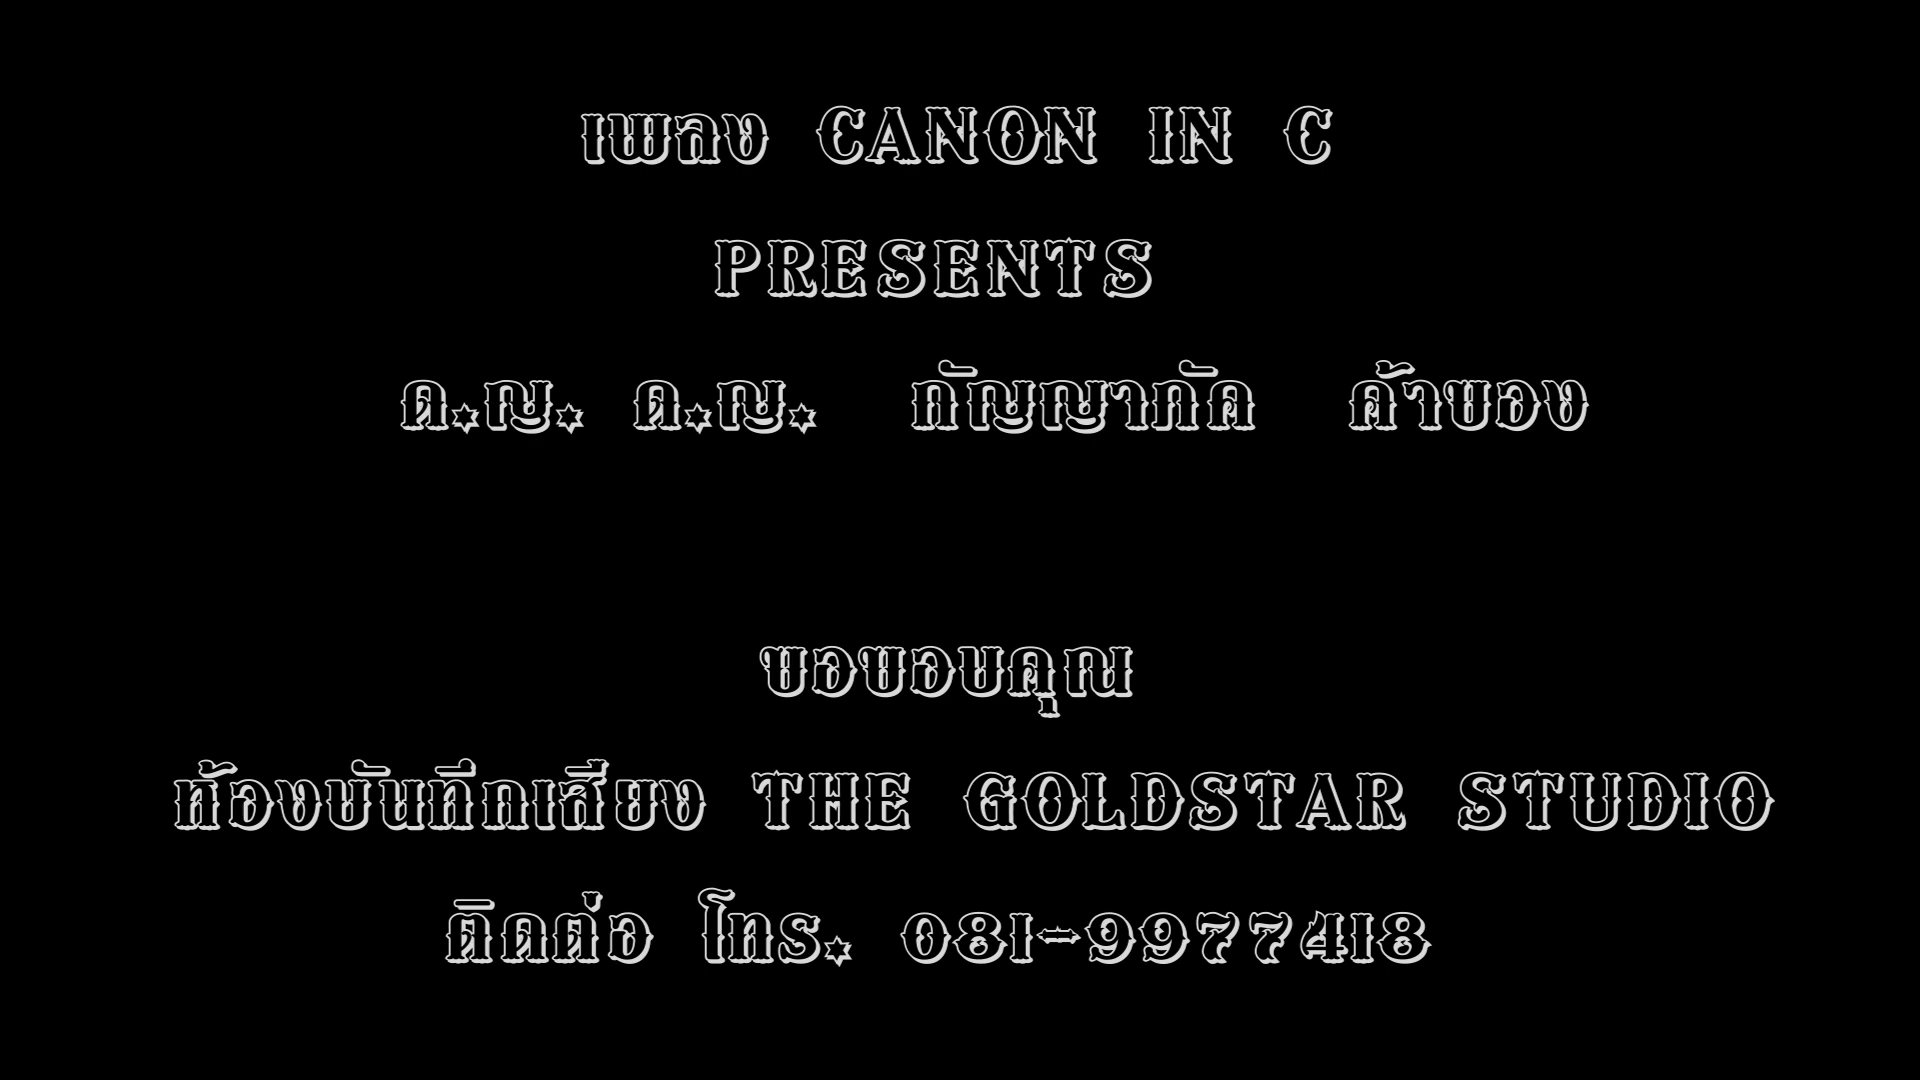 เพลง CANON IN C
PRESENTS
ด.ญ. ด.ญ. กัญญาภัค ค้าของ
ขอขอบคุณ
ห้องบันทึกเสียง THE GOLDSTAR STUDIO
ติดต่อ โทร. 081-9977418